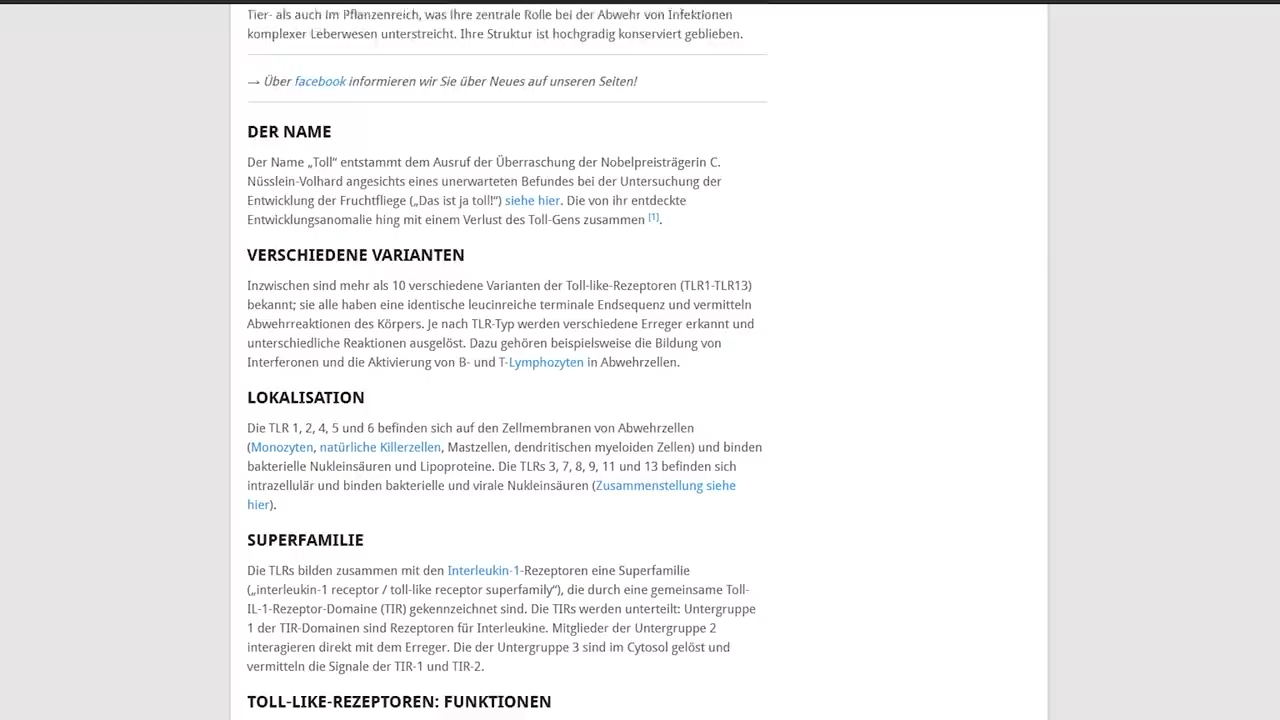 Tier- als auch im Pflanzenreich, was ihre zentrale Rolle bei der Abwehr von Infektionen
komplexer Leberwesen unterstreicht. Ihre Struktur ist hochgradig konserviert geblieben.
→ Über facebook informieren wir Sie über Neues auf unseren Seiten!
DER NAME
Der Name „Toll“ entstammt dem Ausruf der Überraschung der Nobelpreisträgerin C.
Nüsslein-Volhard angesichts eines unerwarteten Befundes bei der Untersuchung der
Entwicklung der Fruchtfliege („Das ist ja toll!“) siehe hier. Die von ihr entdeckte
Entwicklungsanomalie hing mit einem Verlust des Toll-Gens zusammen [1].
VERSCHIEDENE VARIANTEN
Inzwischen sind mehr als 10 verschiedene Varianten der Toll-like-Rezeptoren (TLR1-TLR13)
bekannt; sie alle haben eine identische leucinreiche terminale Endsequenz und vermitteln
Abwehrreaktionen des Körpers. Je nach TLR-Typ werden verschiedene Erreger erkannt und
unterschiedliche Reaktionen ausgelöst. Dazu gehören beispielsweise die Bildung von
Interferonen und die Aktivierung von B- und T-Lymphozyten in Abwehrzellen.
LOKALISATION
Die TLR 1, 2, 4, 5 und 6 befinden sich auf den Zellmembranen von Abwehrzellen
(Monozyten, natürliche Killerzellen, Mastzellen, dendritischen myeloiden Zellen) und binden
bakterielle Nukleinsäuren und Lipoproteine. Die TLRs 3, 7, 8, 9, 11 und 13 befinden sich
intrazellulär und binden bakterielle und virale Nukleinsäuren (Zusammenstellung siehe
hier).
SUPERFAMILIE
Die TLRs bilden zusammen mit den Interleukin-1-Rezeptoren eine Superfamilie
(„interleukin-1 receptor / toll-like receptor superfamily“), die durch eine gemeinsame Toll-
IL-1-Rezeptor-Domaine (TIR) gekennzeichnet sind. Die TIRs werden unterteilt: Untergruppe
1 der TIR-Domainen sind Rezeptoren für Interleukine. Mitglieder der Untergruppe 2
interagieren direkt mit dem Erreger. Die der Untergruppe 3 sind im Cytosol gelöst und
vermitteln die Signale der TIR-1 und TIR-2.
TOLL-LIKE-REZEPTOREN: FUNKTIONEN